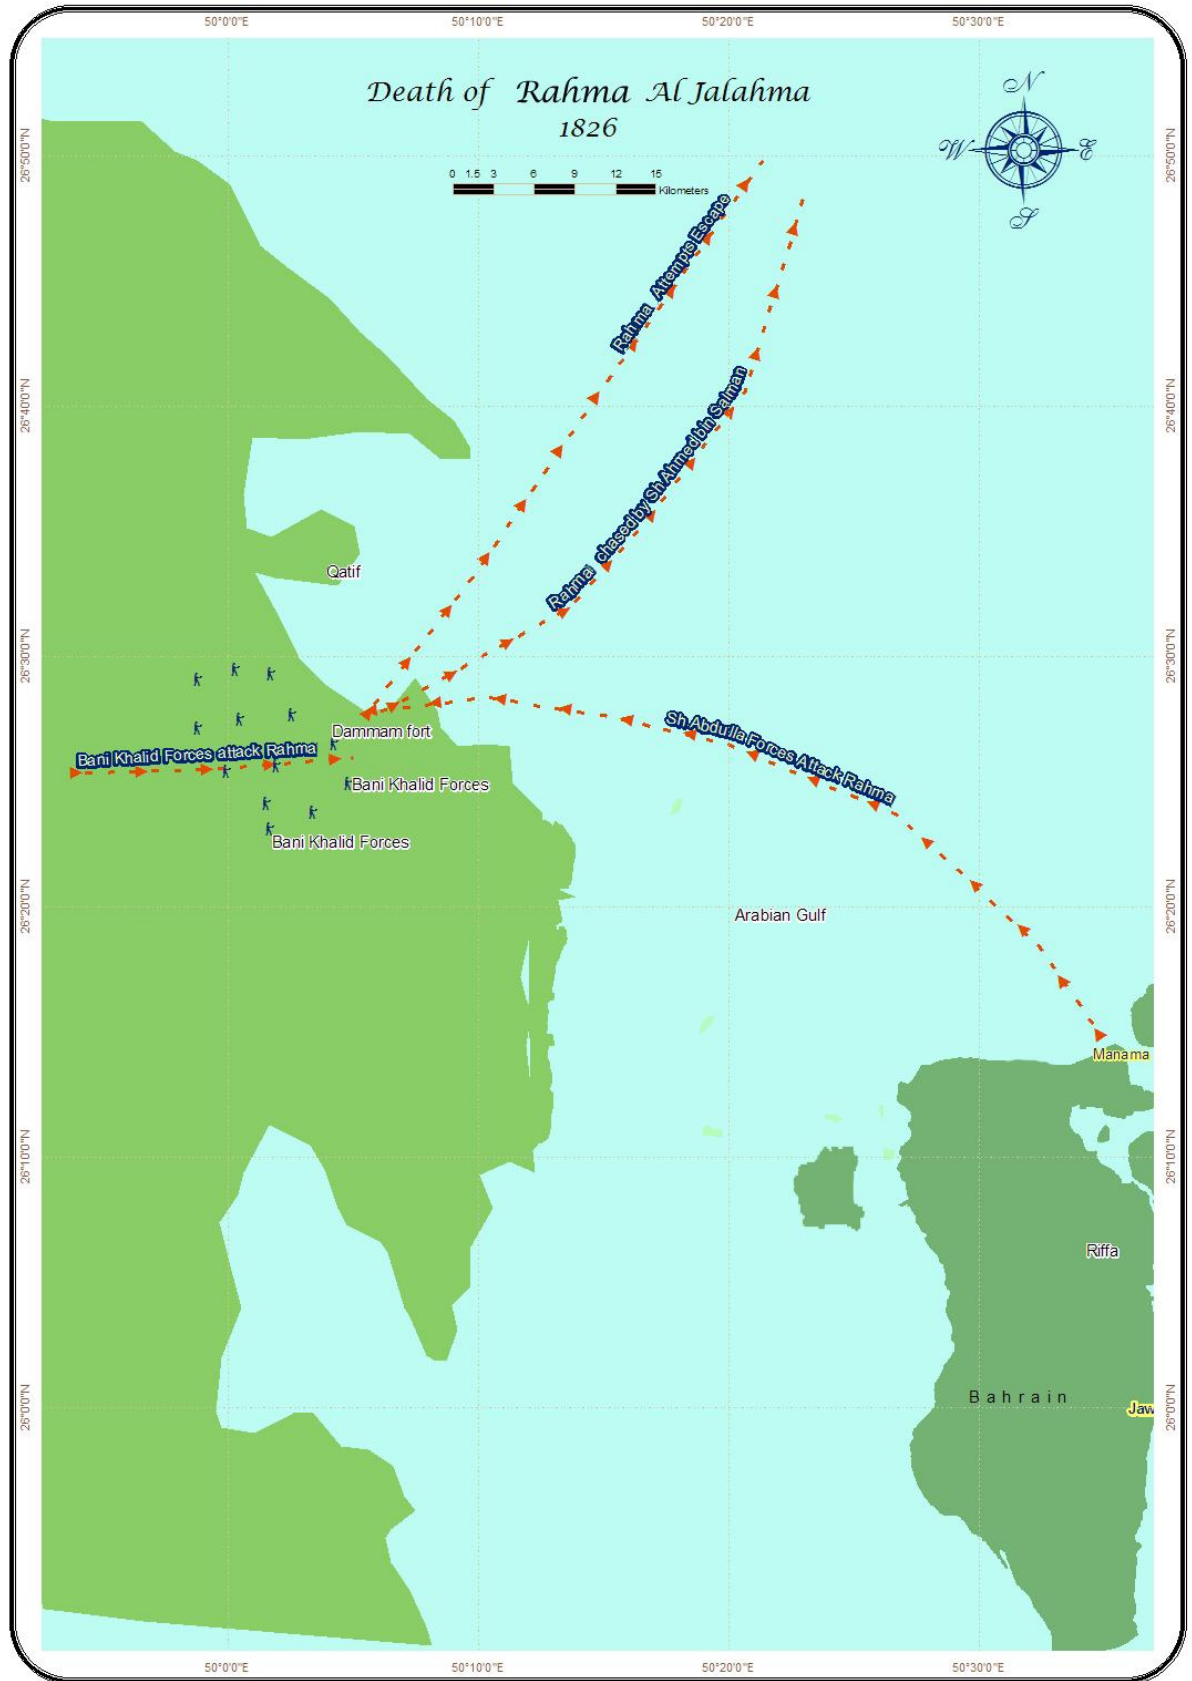 50°0'0"E
50°10'0"E
50°20'0"E
50°30'0"E
Death of Rahma Al Jalahma
1826
N
W
E
S
0 1.5 3 6 9 12 15
Kilometers
26°50'0"N
26°50'0"N
Rahma Attempts Escape
26°40'0"N
26°40'0"N
Rahma chased by Sh Ahmed bin Salman
Qatif
26°30'0"N
26°30'0"N
Dammam fort
Sh Abdulla Forces Attack Rahma
Bani Khalid Forces attack Rahma
Bani Khalid Forces
Bani Khalid Forces
26°20'0"N
26°20'0"N
Arabian Gulf
Manama
26°10'0"N
26°10'0"N
Riffa
Bahrain
26°0'0"N
26°0'0"N
Jaw
50°0'0"E
50°10'0"E
50°20'0"E
50°30'0"E